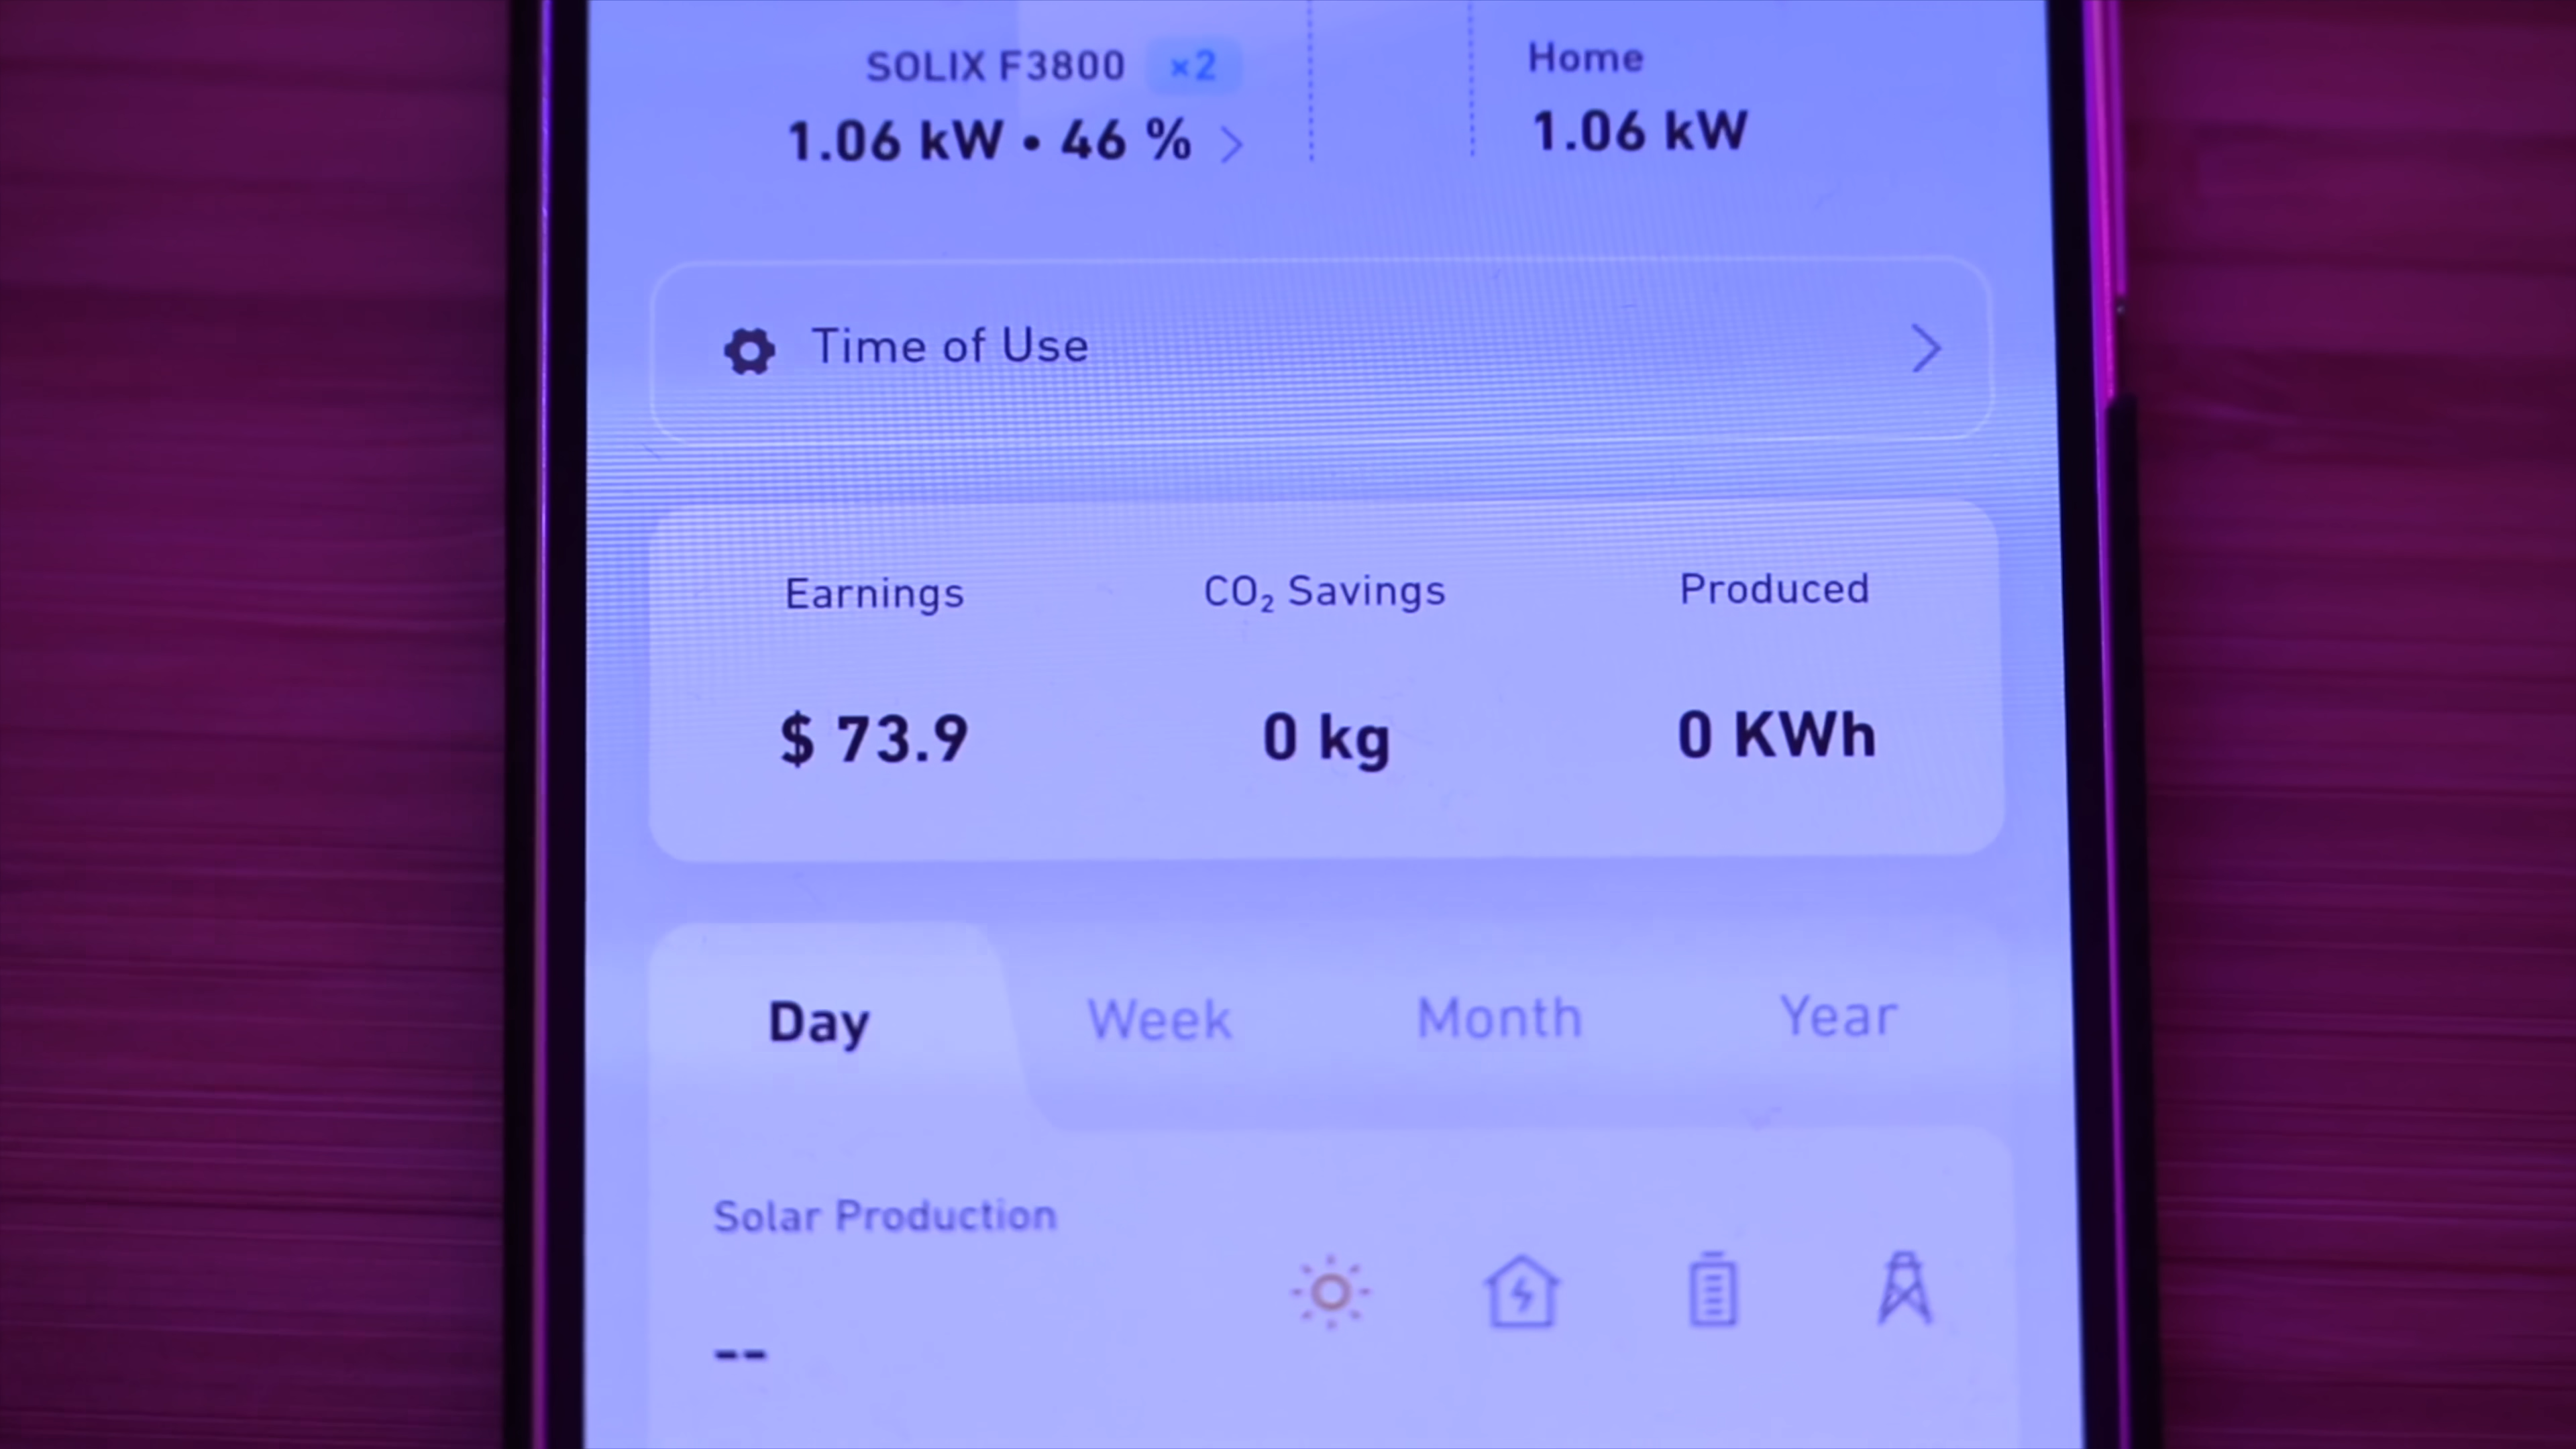 SOLIX F3800 ×2
1.06 kW • 46 %
Home
1.06 kW
Time of Use
Earnings
CO₂ Savings
Produced
$ 73.9
0 kg
0 KWh
Day
Week
Month
Year
Solar Production
--